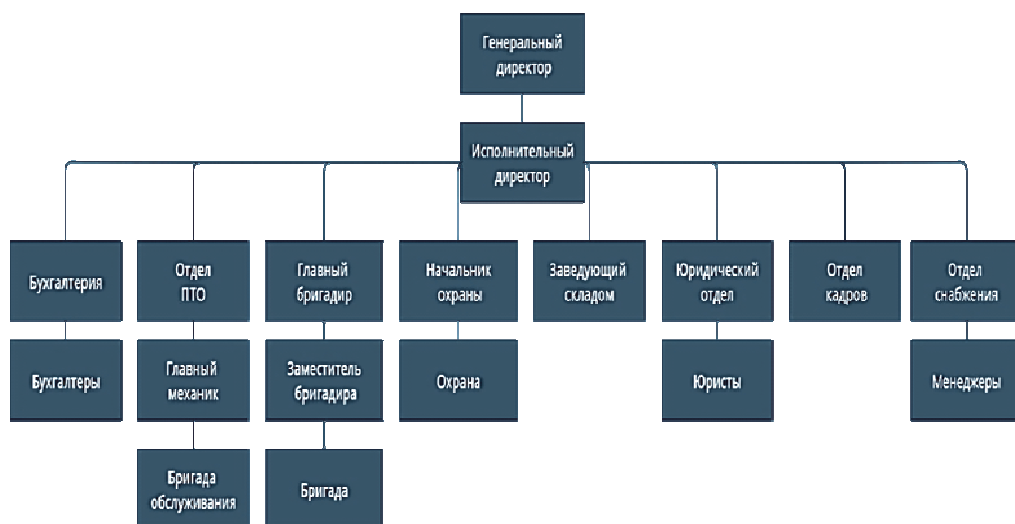 Генеральный
директор
Исполнительный
директор
Бухгалтерия
Отдел
ПТО
Главный
бригадир
Начальник
охраны
Заведующий
складом
Юридический
отдел
Отдел
кадров
Отдел
снабжения
Бухгалтеры
Главный
механик
Заместитель
бригадира
Охрана
Юристы
Менеджеры
Бригада
обслуживания
Бригада